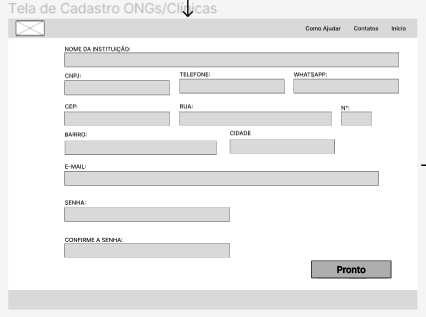 Tela de Cadastro ONGs/Clínicas
Como Ajudar Contatos Início
NOME DA INSTITUIÇÃO:
CNPJ: TELEFONE: WHATSAPP:
CEP: RUA: N°:
BAIRRO: CIDADE
E-MAIL:
SENHA:
CONFIRME A SENHA:
Pronto